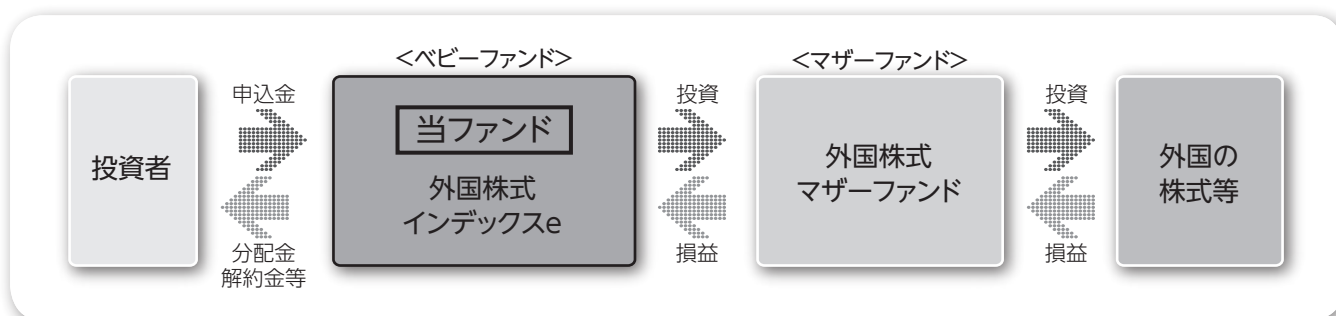 投資者
申込金
分配金
解約金等
<ベビーファンド>
当ファンド
外国株式
インデックスe
投資
損益
<マザーファンド>
外国株式
マザーファンド
投資
損益
外国の
株式等